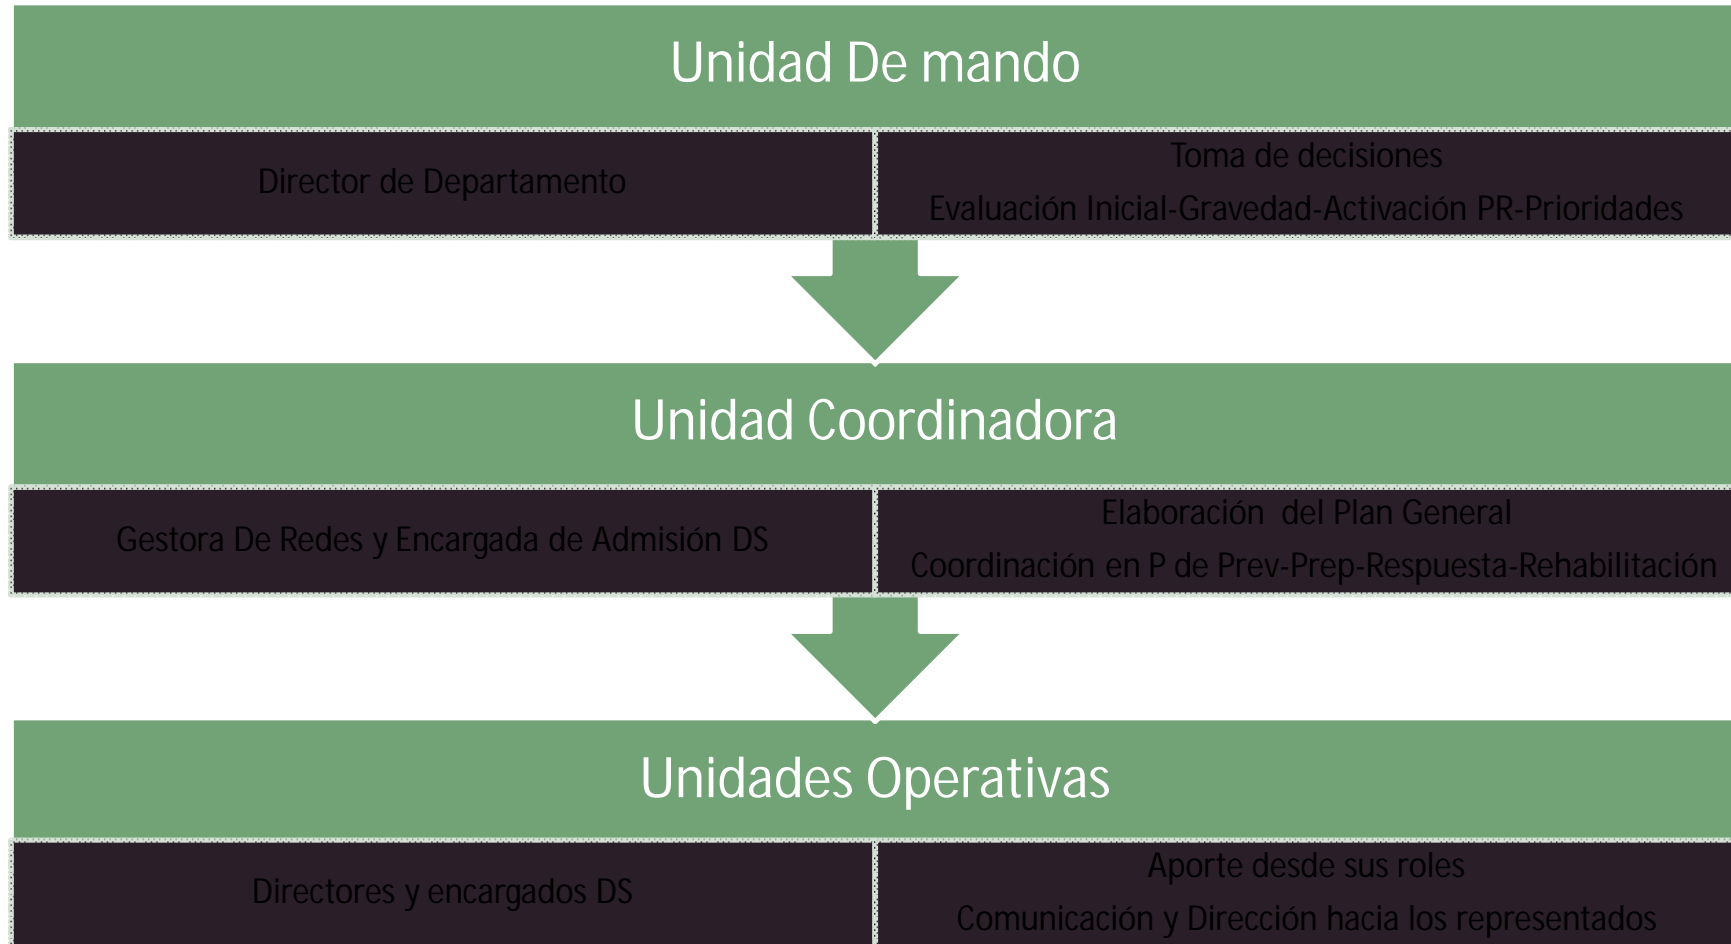 Unidad De mando
Director de Departamento
Toma de decisiones
Evaluación Inicial-Gravedad-Activación PR-Prioridades
Unidad Coordinadora
Gestora De Redes y Encargada de Admisión DS
Elaboración del Plan General
Coordinación en P de Prev-Prep-Respuesta-Rehabilitación
Unidades Operativas
Directores y encargados DS
Aporte desde sus roles
Comunicación y Dirección hacia los representados